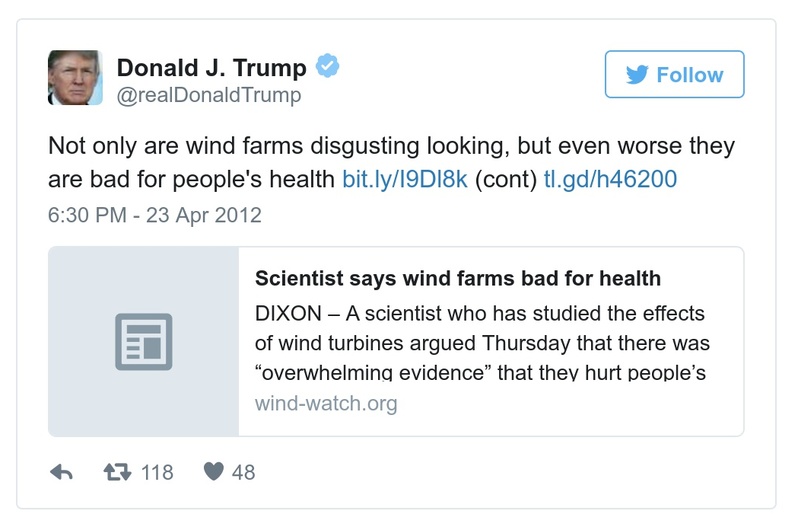 Donald J. Trump
@realDonaldTrump
Follow
Not only are wind farms disgusting looking, but even worse they
are bad for people's health bit.ly/I9Dl8k (cont) tl.gd/h46200
6:30 PM - 23 Apr 2012
Scientist says wind farms bad for health
DIXON – A scientist who has studied the effects
of wind turbines argued Thursday that there was
“overwhelming evidence” that they hurt people’s
wind-watch.org
118
48